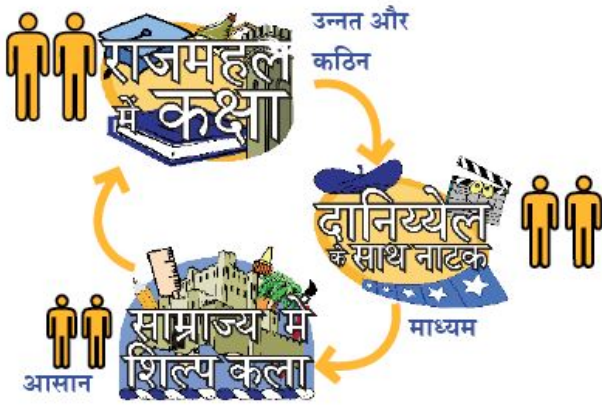 राजमहल
में कक्षा
उन्नत और
कठिन
दानिय्येल
के साथ नाटक
माध्यम
साम्राज्य में
शिल्प कला
आसान